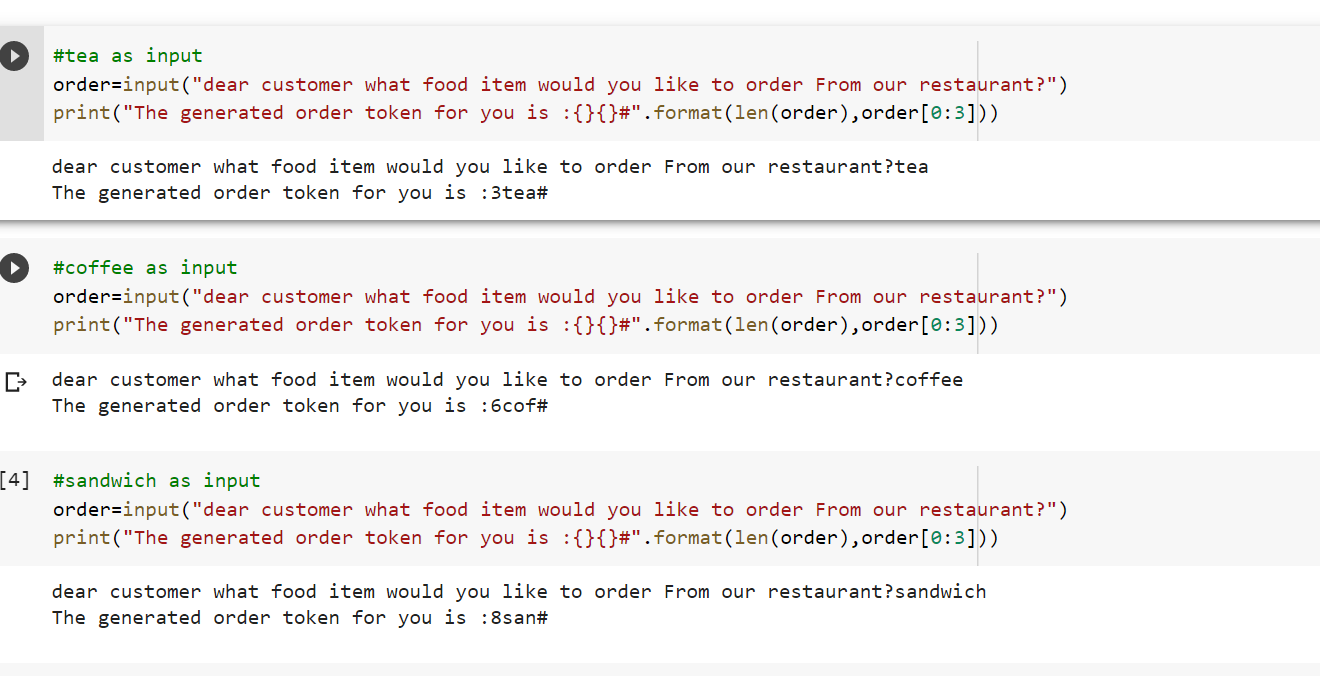 #tea as input
order=input("dear customer what food item would you like to order From our restaurant?")
print("The generated order token for you is :{}{}#".format(len(order),order[0:3]))
dear customer what food item would you like to order From our restaurant?tea
The generated order token for you is :3tea#
#coffee as input
order=input("dear customer what food item would you like to order From our restaurant?")
print("The generated order token for you is :{}{}#".format(len(order),order[0:3]))
dear customer what food item would you like to order From our restaurant?coffee
The generated order token for you is :6cof#
[4] #sandwich as input
order=input("dear customer what food item would you like to order From our restaurant?")
print("The generated order token for you is :{}{}#".format(len(order),order[0:3]))
dear customer what food item would you like to order From our restaurant?sandwich
The generated order token for you is :8san#